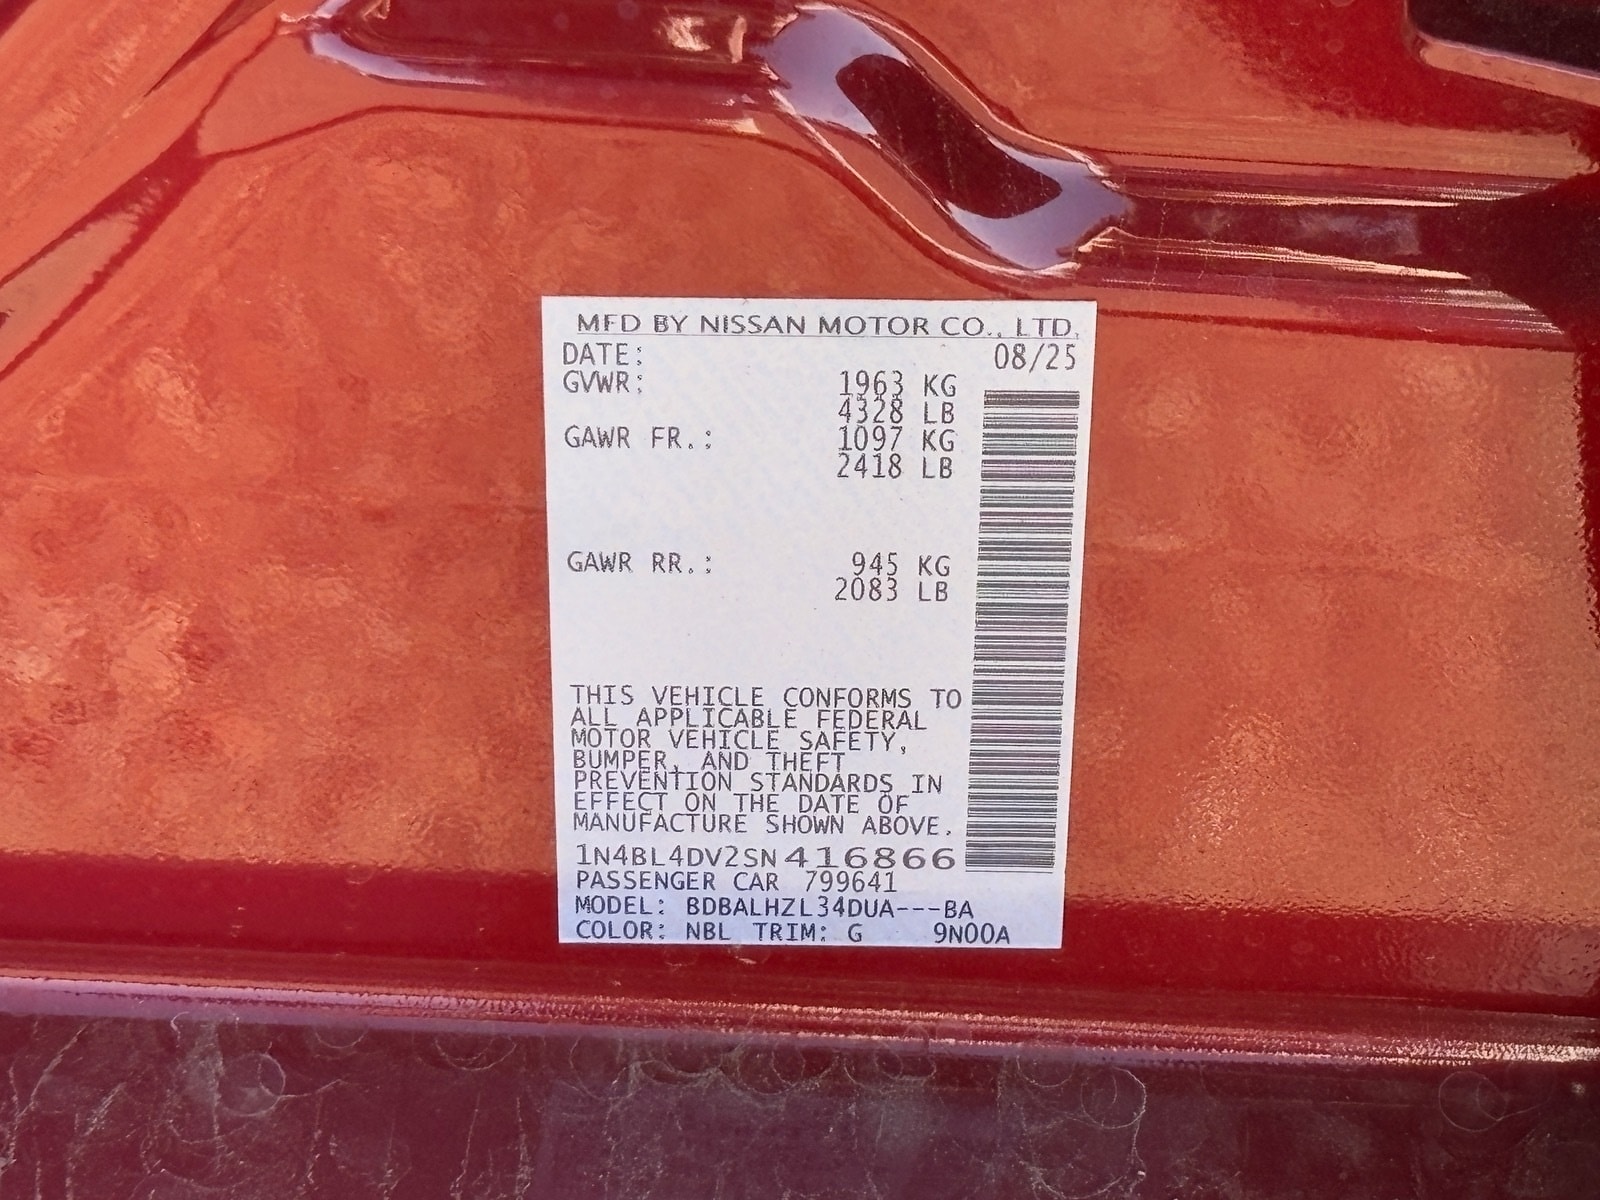 MFD BY NISSAN MOTOR CO., LTD.
DATE: 08/25
GVWR: 1963 KG
4328 LB
GAWR FR.: 1097 KG
2418 LB
GAWR RR.: 945 KG
2083 LB
THIS VEHICLE CONFORMS TO
ALL APPLICABLE FEDERAL
MOTOR VEHICLE SAFETY,
BUMPER, AND THEFT
PREVENTION STANDARDS IN
EFFECT ON THE DATE OF
MANUFACTURE SHOWN ABOVE.
1N4BL4DV2SN416866
PASSENGER CAR 799641
MODEL: BDBALHZL34DUA---BA
COLOR: NBL TRIM: G 9N00A